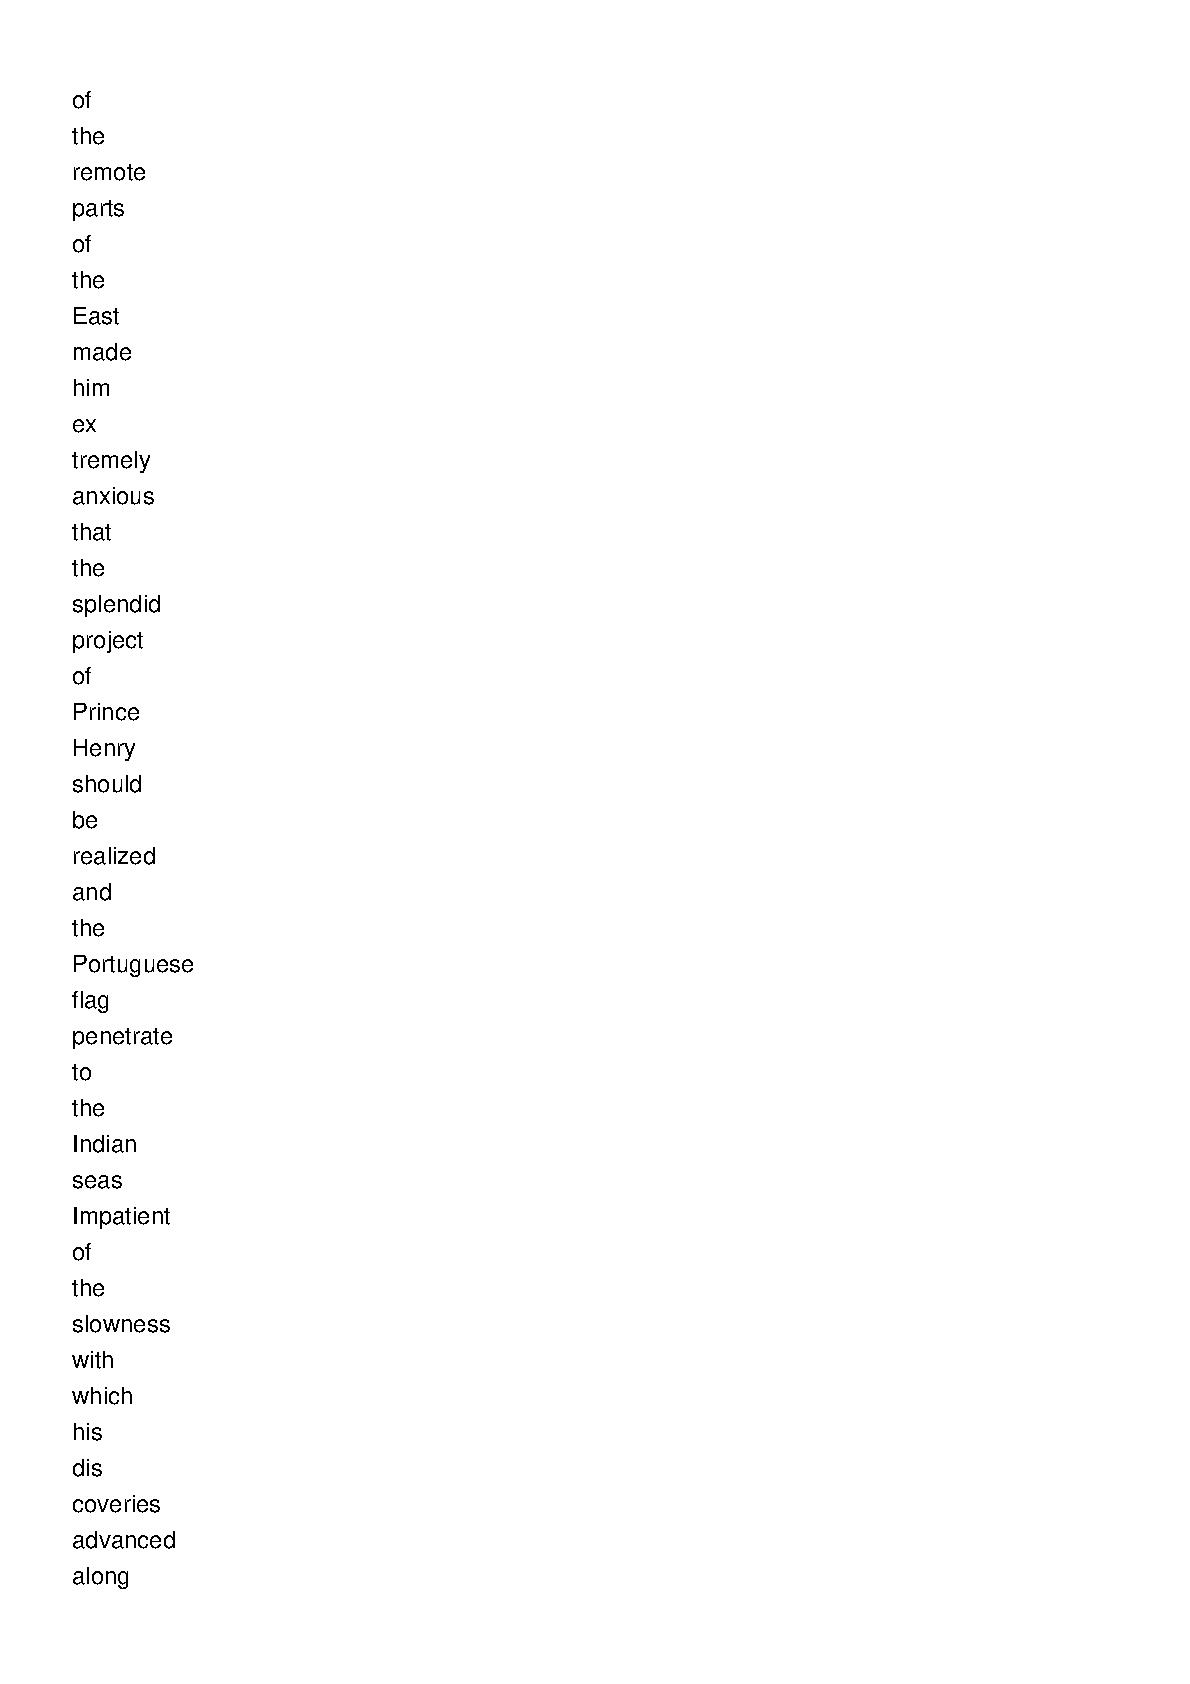 of
the
remote
parts
of
the
East
made
him
ex
tremely
anxious
that
the
splendid
project
of
Prince
Henry
should
be
realized
and
the
Portuguese
flag
penetrate
to
the
Indian
seas
Impatient
of
the
slowness
with
which
his
dis
coveries
advanced
along